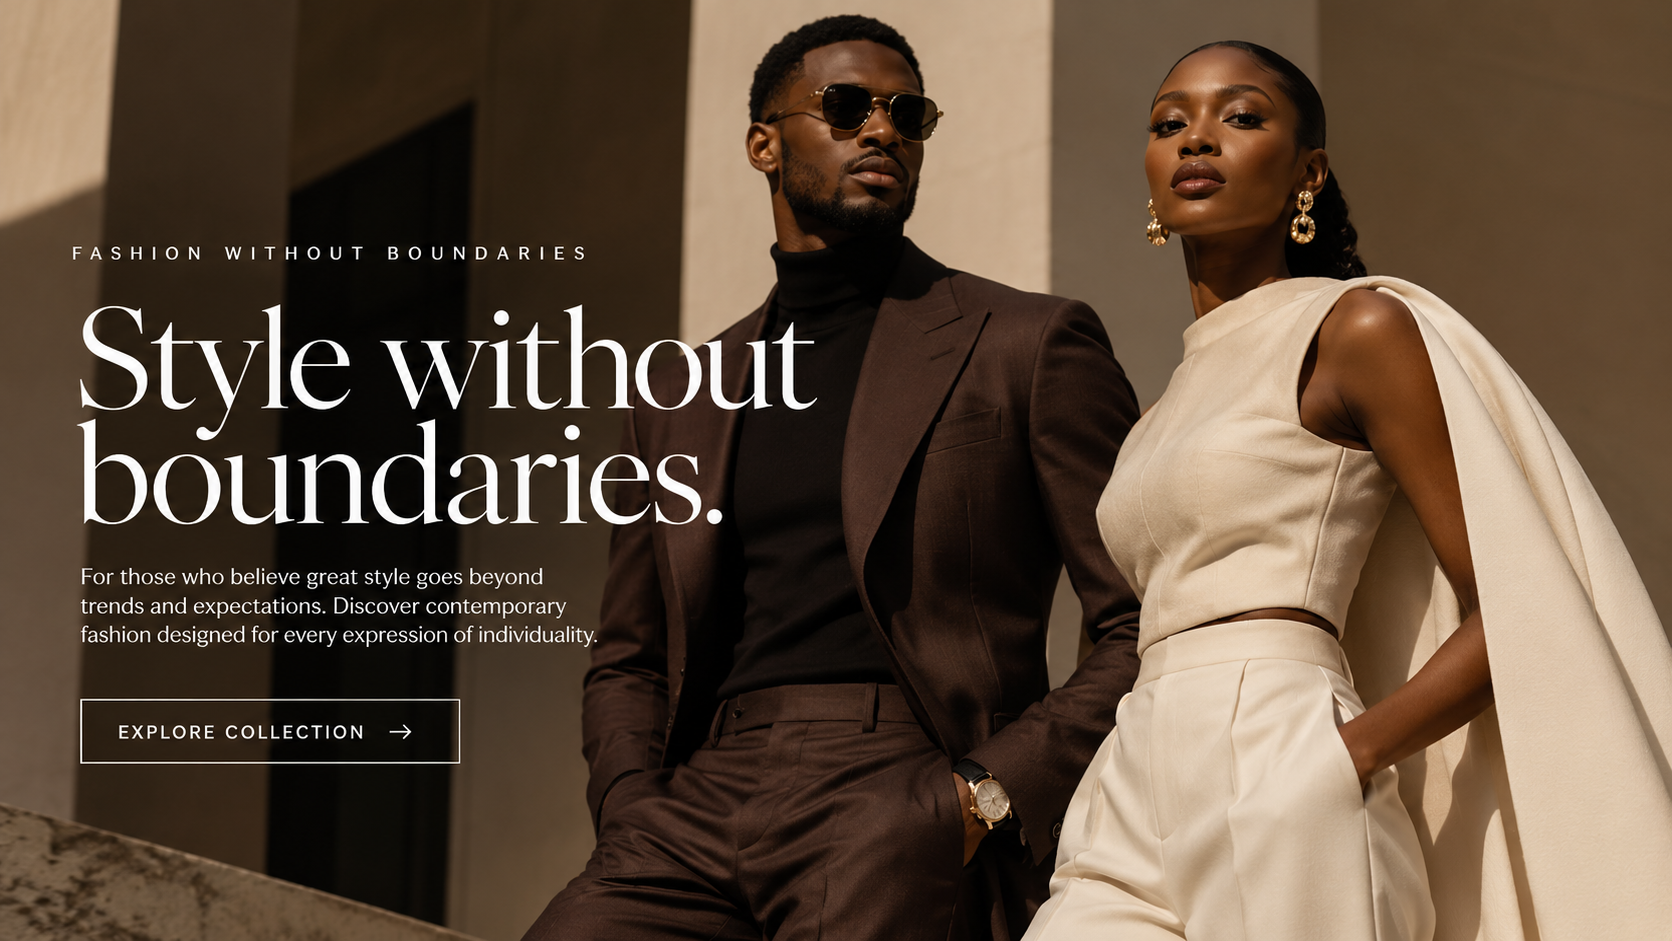 FASHION WITHOUT BOUNDARIES
Style without
boundaries.
For those who believe great style goes beyond
trends and expectations. Discover contemporary
fashion designed for every expression of individuality.
EXPLORE COLLECTION →